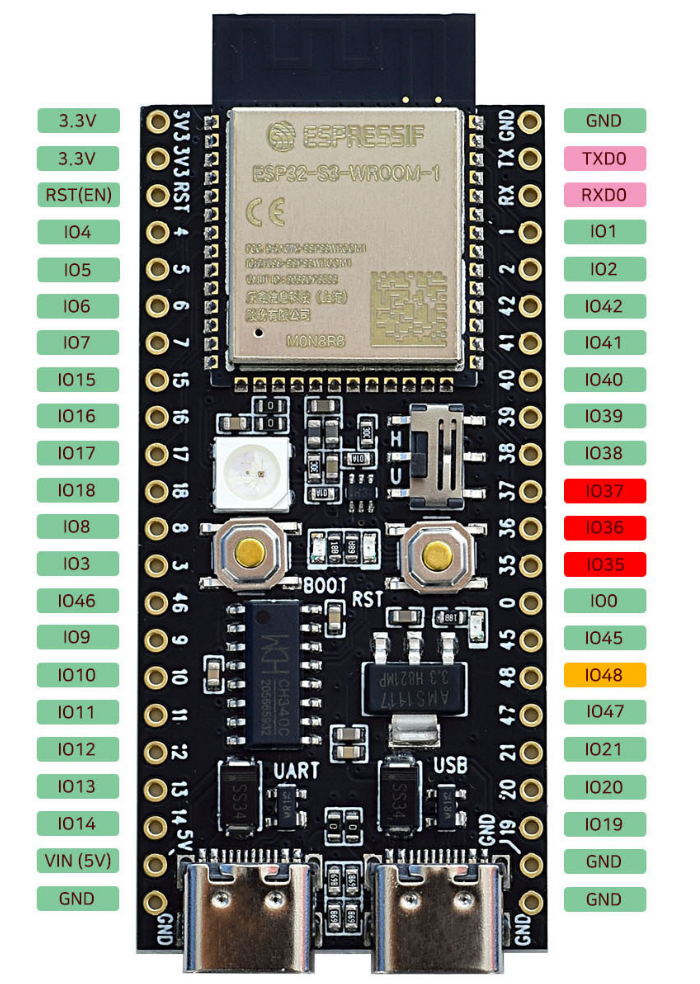 3.3V
3.3V
RST(EN)
IO4
IO5
IO6
IO7
IO15
IO16
IO17
IO18
IO8
IO3
IO46
IO9
IO10
IO11
IO12
IO13
IO14
VIN (5V)
GND
3V3
3V3
RST
4
5
6
7
15
16
17
18
8
3
46
9
10
11
12
13
14
5V
GND
ESPRESSIF
ESP32-S3-WROOM-1
CE
M0N8R8
H
U
BOOT
RST
WCH
CH340C
AMS1117
3.3
UART
USB
SS34
SS34
GND
TX
RX
1
2
42
41
40
39
38
37
36
35
0
45
48
47
21
20
19
GND
GND
GND
TXD0
RXD0
IO1
IO2
IO42
IO41
IO40
IO39
IO38
IO37
IO36
IO35
IO0
IO45
IO48
IO47
IO21
IO20
IO19
GND
GND